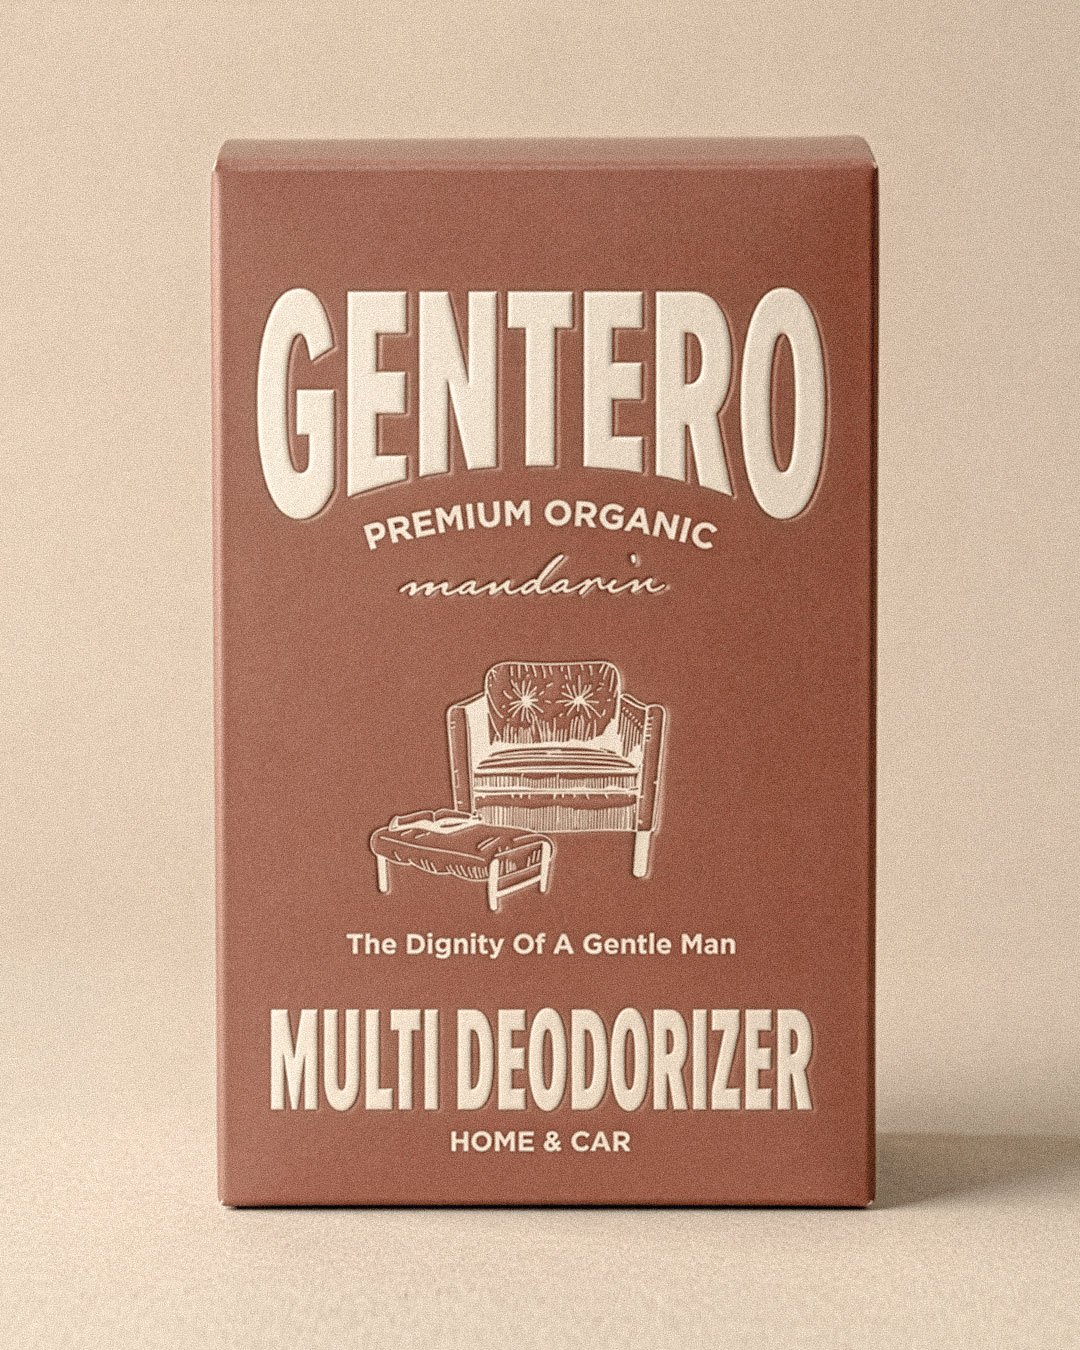 GENTERO
PREMIUM ORGANIC
mandarin
The Dignity Of A Gentle Man
MULTI DEODORIZER
HOME & CAR